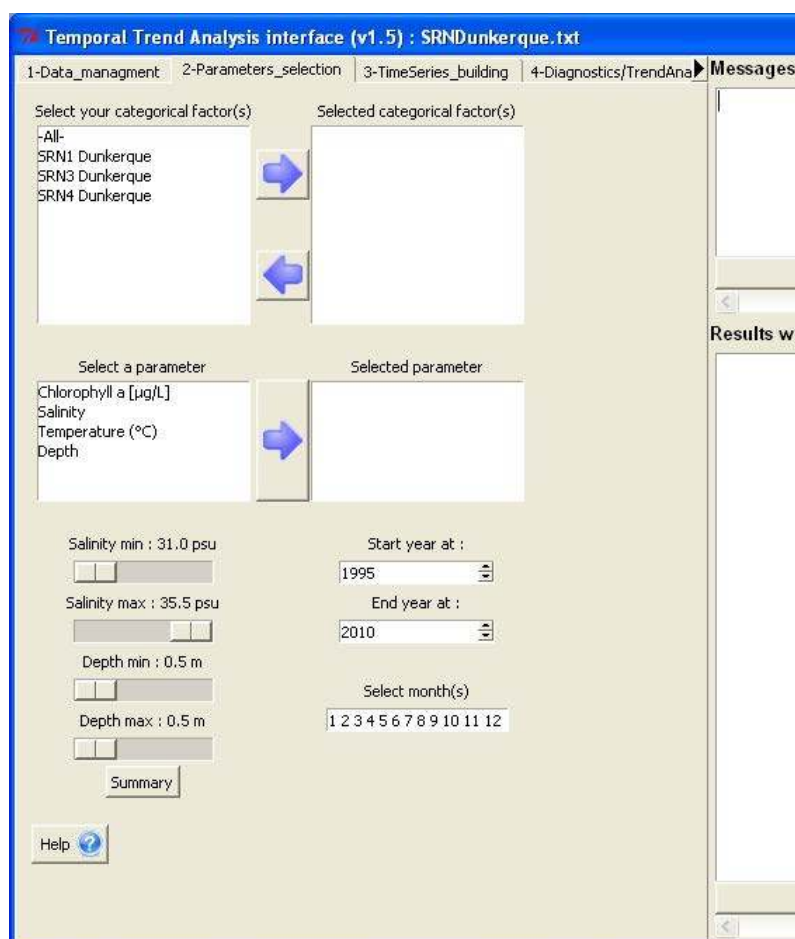 Temporal Trend Analysis interface (v1.5) : SRNDunkerque.txt
1-Data_managment 2-Parameters_selection 3-TimeSeries_building 4-Diagnostics/TrendAna
Messages
Select your categorical factor(s) Selected categorical factor(s)
-All-
SRN1 Dunkerque
SRN3 Dunkerque
SRN4 Dunkerque
Results w
Select a parameter Selected parameter
Chlorophyll a [µg/L]
Salinity
Temperature (°C)
Depth
Salinity min : 31.0 psu
Salinity max : 35.5 psu
Depth min : 0.5 m
Depth max : 0.5 m
Summary
Start year at :
1995
End year at :
2010
Select month(s)
1 2 3 4 5 6 7 8 9 10 11 12
Help ?